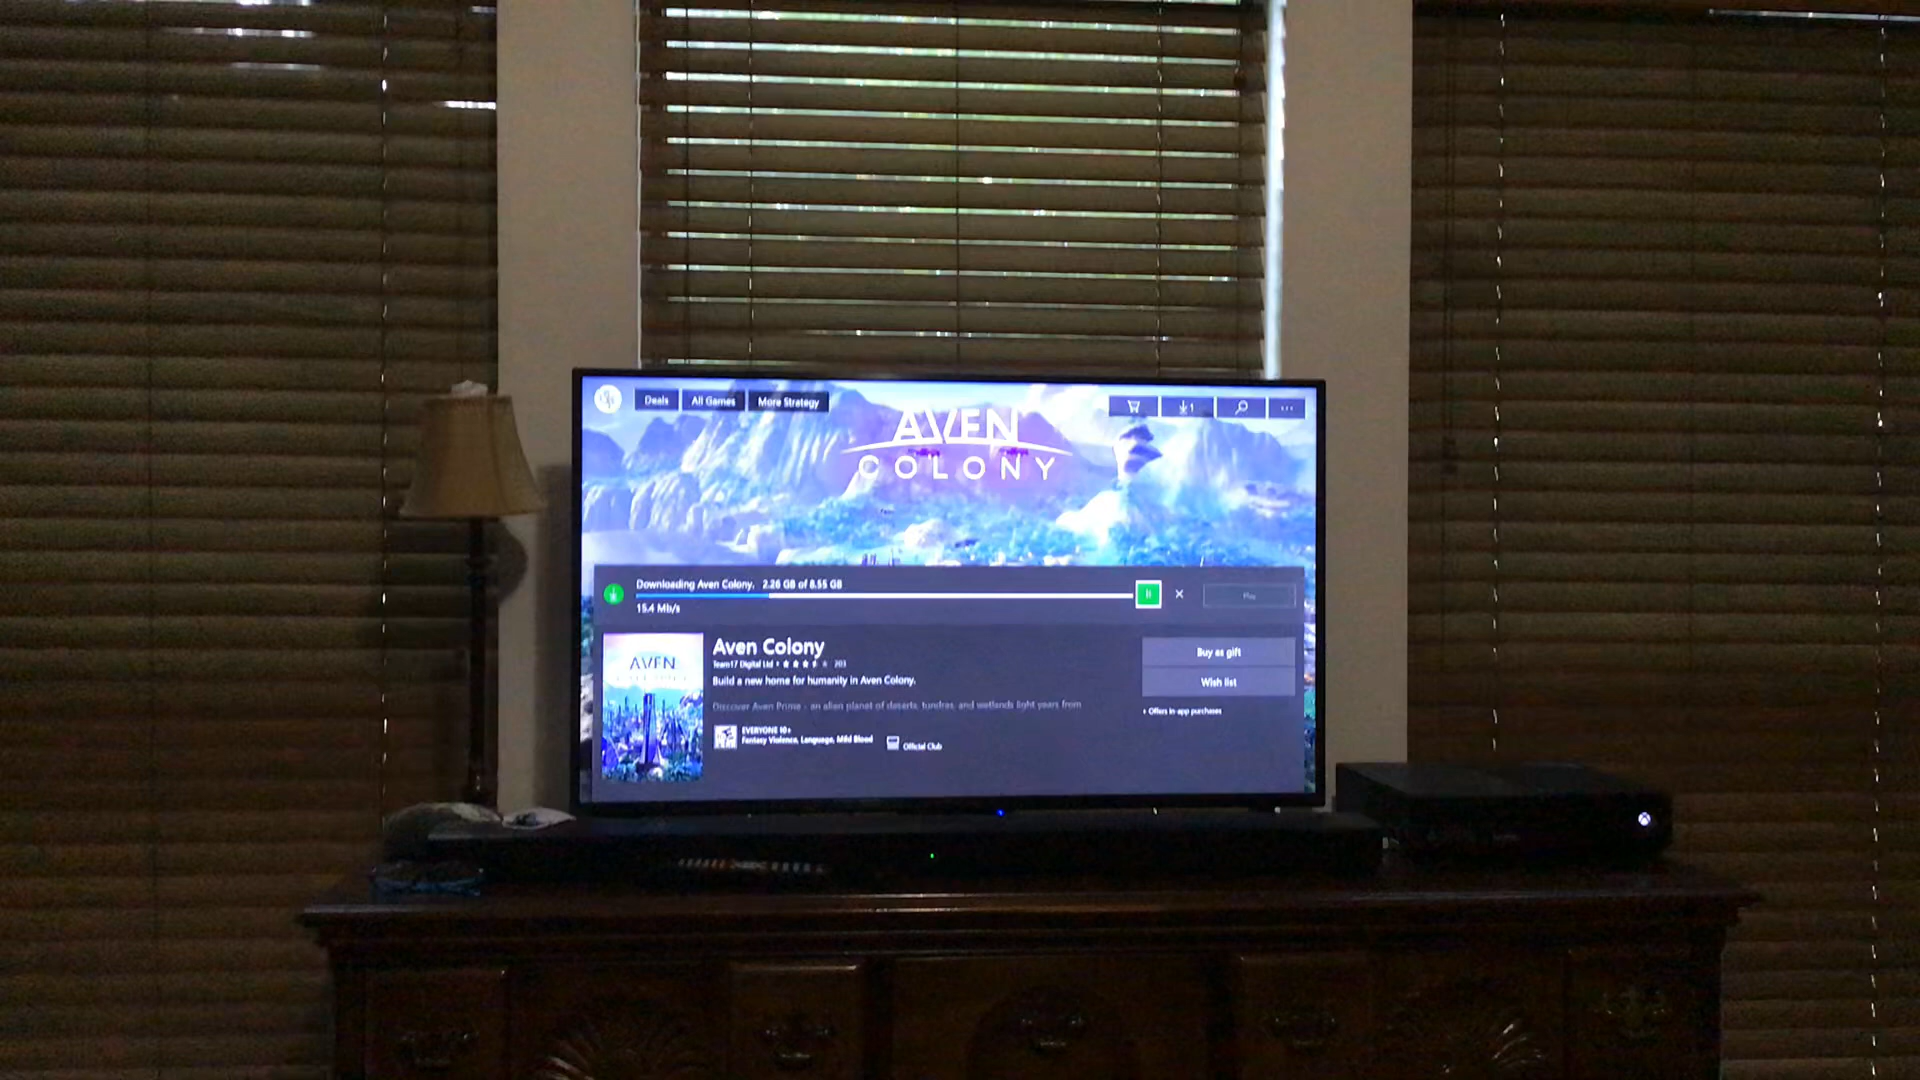 Deals All Games More Strategy 1
AVEN
COLONY
Downloading Aven Colony. 2.26 GB of 8.55 GB
15.4 Mb/s
Play
AVEN
Aven Colony
Team17 Digital Ltd • 203
Build a new home for humanity in Aven Colony.
Discover Aven Prime - an alien planet of deserts, tundras, and wetlands light years from
EVERYONE 10+
Fantasy Violence, Language, Mild Blood
Official Club
Buy as gift
Wish list
+ Offers in-app purchases